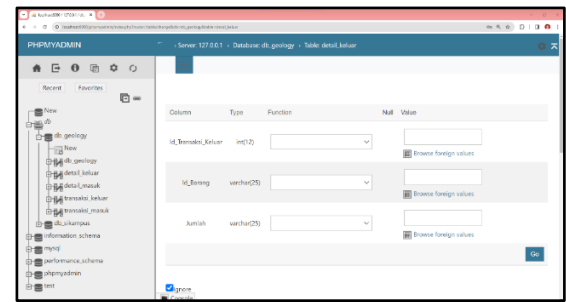 localhost
PHPMYADMIN
Server: 127.0.0.1 › Database: db_geology › Table: detail_keluar
Recent Favorites
New
db
db_geology
New
db_geology
detail_keluar
detail_masuk
transaksi_keluar
transaksi_masuk
db_sikampus
information_schema
mysql
performance_schema
phpmyadmin
test
Column Type Function Null Value
Id_Transaksi_Keluar int(12)
Browse foreign values
Id_Barang varchar(25)
Browse foreign values
Jumlah varchar(25)
Browse foreign values
Go
Ignore
Console